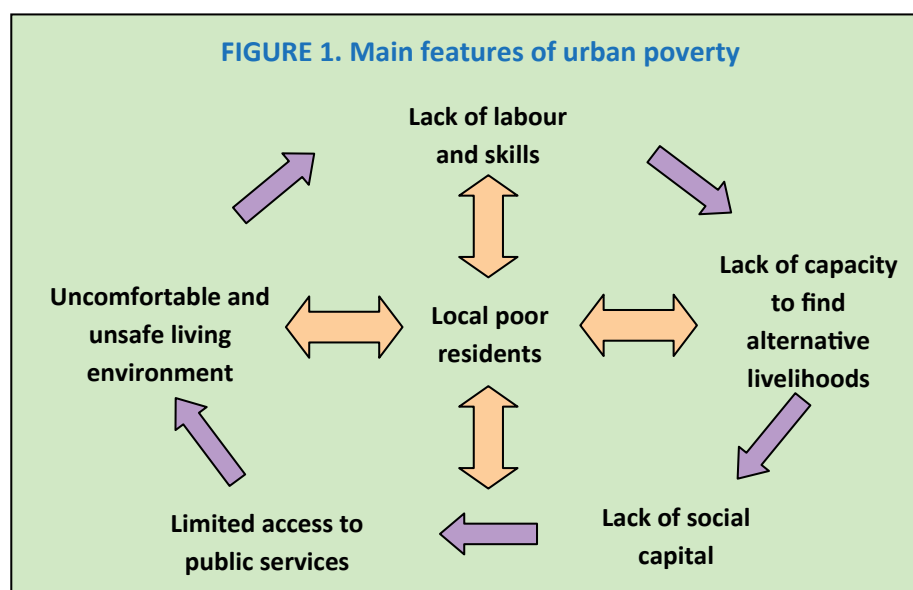 FIGURE 1. Main features of urban poverty
Lack of labour
and skills
Lack of capacity
to find
alternative
livelihoods
Uncomfortable and
unsafe living
environment
Local poor
residents
Limited access to
public services
Lack of social
capital